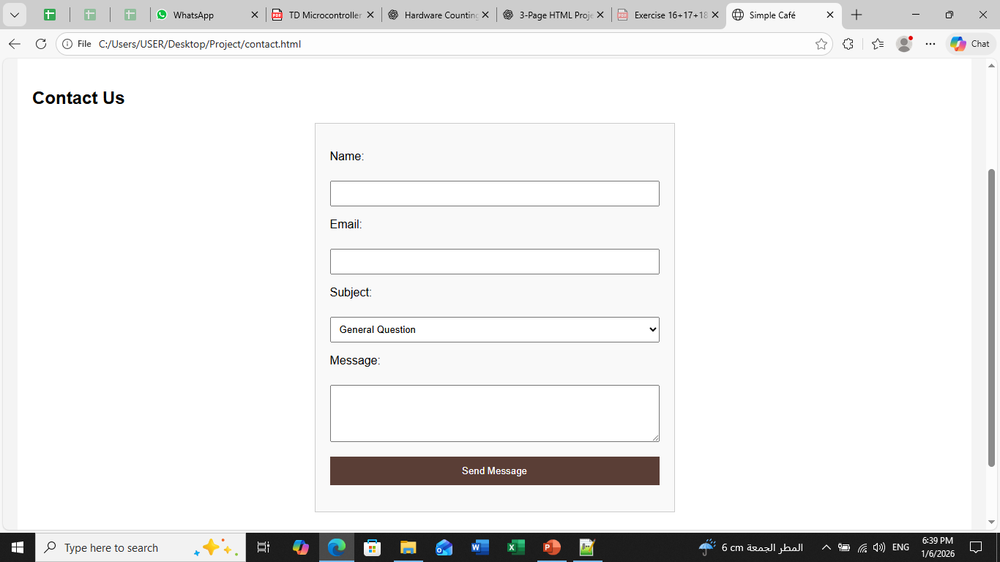 WhatsApp
TD Microcontroller
Hardware Counting
3-Page HTML Proje
Exercise 16+17+18
Simple Café
File C:/Users/USER/Desktop/Project/contact.html
Chat
Contact Us
Name:
Email:
Subject:
General Question
Message:
Send Message
Type here to search
6 cm المطر الجمعة
ENG
6:39 PM
1/6/2026